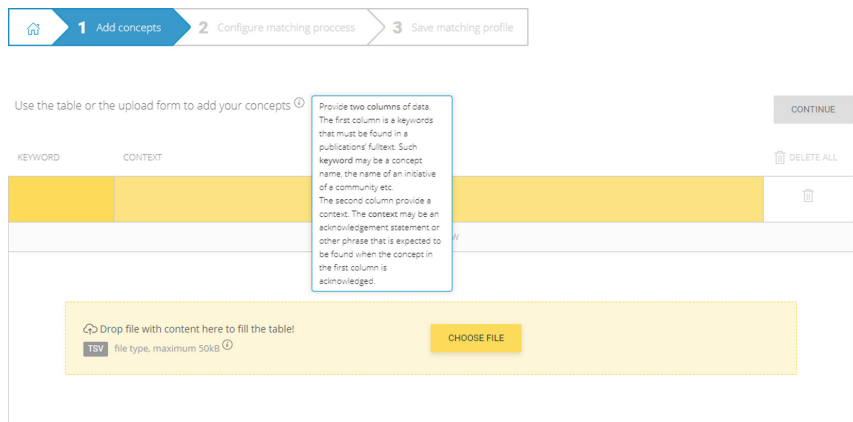 1 Add concepts 2 Configure matching proccess 3 Save matching profile
Use the table or the upload form to add your concepts
CONTINUE
Provide two columns of data.
The first column is a keywords
that must be found in a
publications' fulltext. Such
keyword may be a concept
name, the name of an initiative
of a community etc.
The second column provide a
context. The context may be an
acknowledgement statement or
other phrase that is expected to
be found when the concept in
the first column is
acknowledged.
KEYWORD CONTEXT DELETE ALL
Drop file with content here to fill the table!
TSV file type, maximum 50kB
CHOOSE FILE